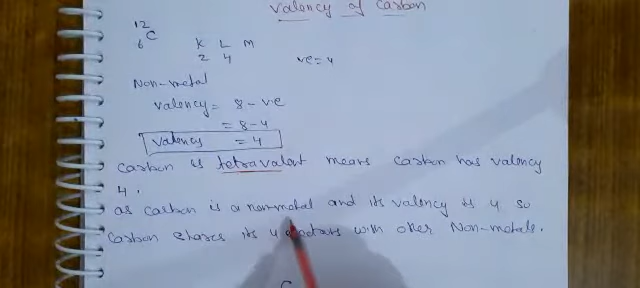 Valency of Carbon
12
6 C
K L M
2 4 ve = 4
Non-metal
Valency = 8 - ve
= 8-4
Valency = 4
Carbon is tetravalent means Carbon has valency
4.
as Carbon is a non-metal and its valency is 4 so
Carbon shares its 4 electrons with other Non-metals.
C